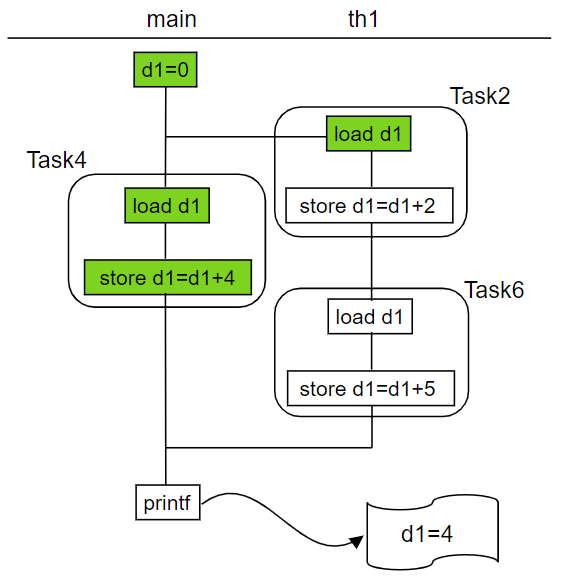 main
th1
d1=0
Task2
load d1
Task4
load d1
store d1=d1+2
store d1=d1+4
Task6
load d1
store d1=d1+5
printf
d1=4